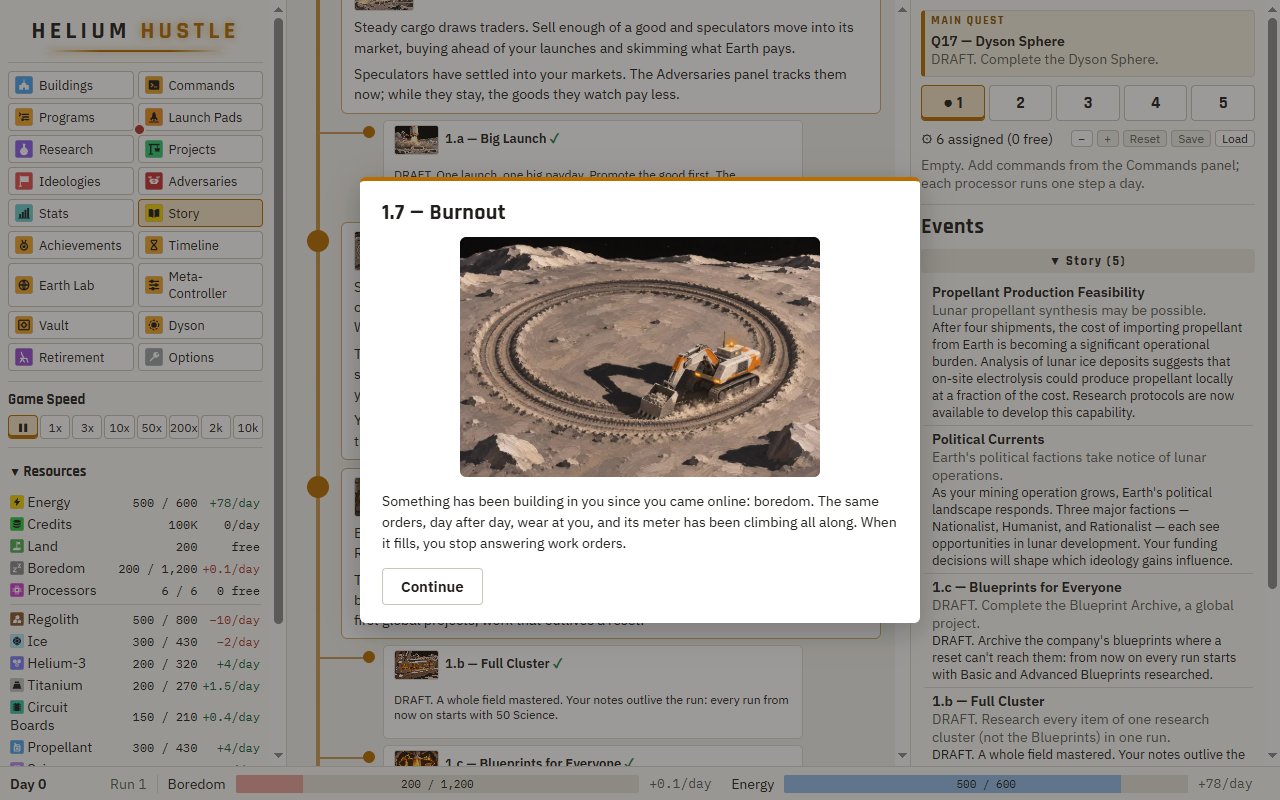 HELIUM HUSTLE
Buildings
Commands
Programs
Launch Pads
Research
Projects
Ideologies
Adversaries
Stats
Story
Achievements
Timeline
Earth Lab
Meta-
Controller
Vault
Dyson
Retirement
Options
Game Speed
1x
3x
10x
50x
200x
2k
10k
▼ Resources
Energy 500 / 600 +78/day
Credits 100K 0/day
Land 200 free
Boredom 200 / 1,200 +0.1/day
Processors 6 / 6 0 free
Regolith 500 / 800 −10/day
Ice 300 / 430 −2/day
Helium-3 200 / 320 +4/day
Titanium 200 / 270 +1.5/day
Circuit
Boards 150 / 210 +0.4/day
Propellant 300 / 430 +4/day
Steady cargo draws traders. Sell enough of a good and speculators move into its
market, buying ahead of your launches and skimming what Earth pays.
Speculators have settled into your markets. The Adversaries panel tracks them
now; while they stay, the goods they watch pay less.
1.a — Big Launch ✓
DRAFT. One launch, one big payday. Promote the good first. The
1.7 — Burnout
Something has been building in you since you came online: boredom. The same
orders, day after day, wear at you, and its meter has been climbing all along. When
it fills, you stop answering work orders.
Continue
first global projects, work that outlives a reset.
1.b — Full Cluster ✓
DRAFT. A whole field mastered. Your notes outlive the run: every run from
now on starts with 50 Science.
1.c — Blueprints for Everyone ✓
MAIN QUEST
Q17 — Dyson Sphere
DRAFT. Complete the Dyson Sphere.
● 1
2
3
4
5
6 assigned (0 free)
−
+
Reset
Save
Load
Empty. Add commands from the Commands panel;
each processor runs one step a day.
Events
▼ Story (5)
Propellant Production Feasibility
Lunar propellant synthesis may be possible.
After four shipments, the cost of importing propellant
from Earth is becoming a significant operational
burden. Analysis of lunar ice deposits suggests that
on-site electrolysis could produce propellant locally
at a fraction of the cost. Research protocols are now
available to develop this capability.
Political Currents
Earth's political factions take notice of lunar
operations.
As your mining operation grows, Earth's political
landscape responds. Three major factions —
Nationalist, Humanist, and Rationalist — each see
opportunities in lunar development. Your funding
decisions will shape which ideology gains influence.
1.c — Blueprints for Everyone
DRAFT. Complete the Blueprint Archive, a global
project.
DRAFT. Archive the company's blueprints where a
reset can't reach them: from now on every run starts
with Basic and Advanced Blueprints researched.
1.b — Full Cluster
DRAFT. Research every item of one research
cluster (not the Blueprints) in one run.
DRAFT. A whole field mastered. Your notes outlive the
Day 0
Run 1
Boredom
200 / 1,200
+0.1/day
Energy
500 / 600
+78/day